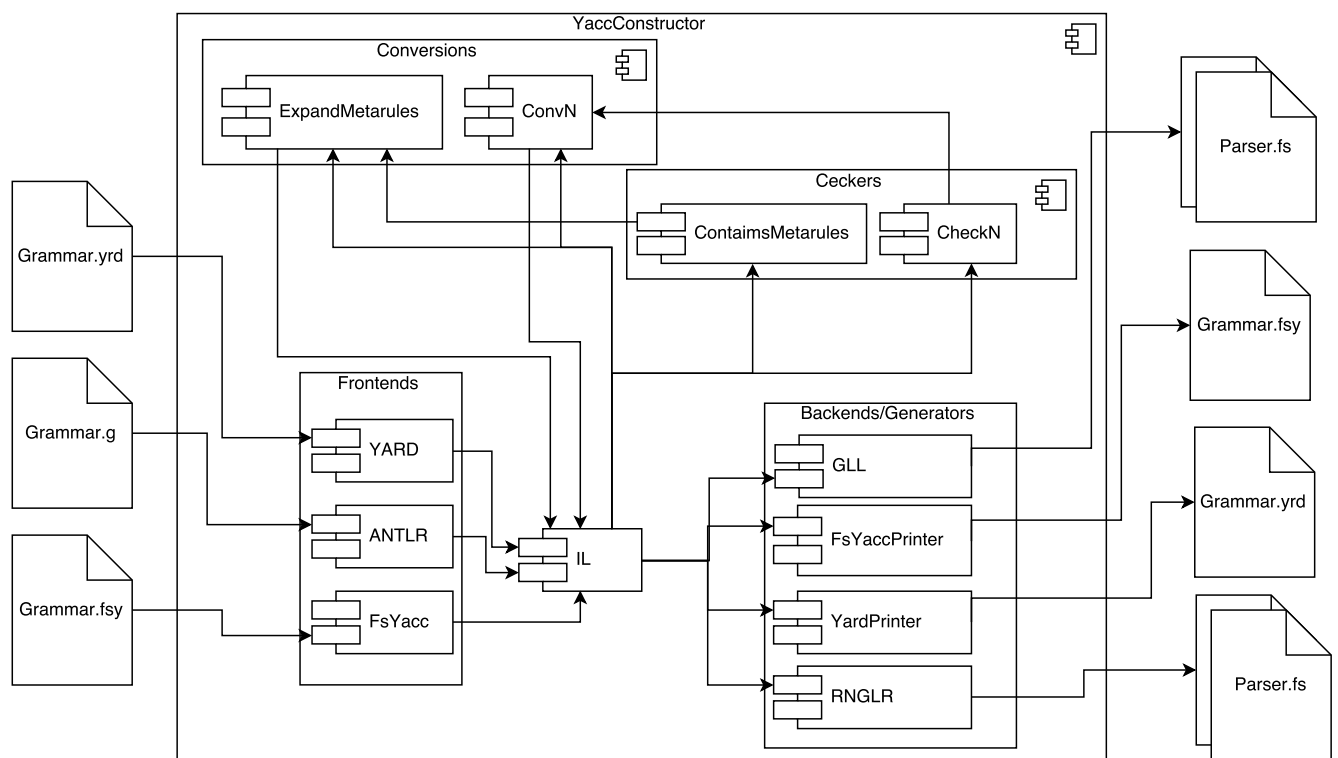 YaccConstructor
Conversions
ExpandMetarules
ConvN
Ceckers
ContaimsMetarules
CheckN
Grammar.yrd
Grammar.g
Grammar.fsy
Frontends
YARD
ANTLR
FsYacc
IL
Backends/Generators
GLL
FsYaccPrinter
YardPrinter
RNGLR
Parser.fs
Grammar.fsy
Grammar.yrd
Parser.fs